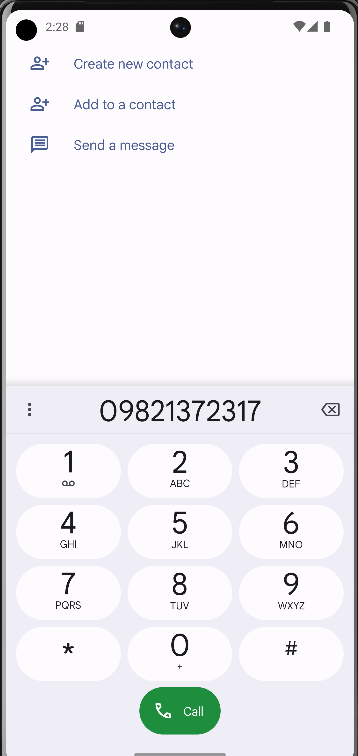 2:28
Create new contact
Add to a contact
Send a message
09821372317
1 2 3
ABC DEF
4 5 6
GHI JKL MNO
7 8 9
PQRS TUV WXYZ
* 0 #
+
Call